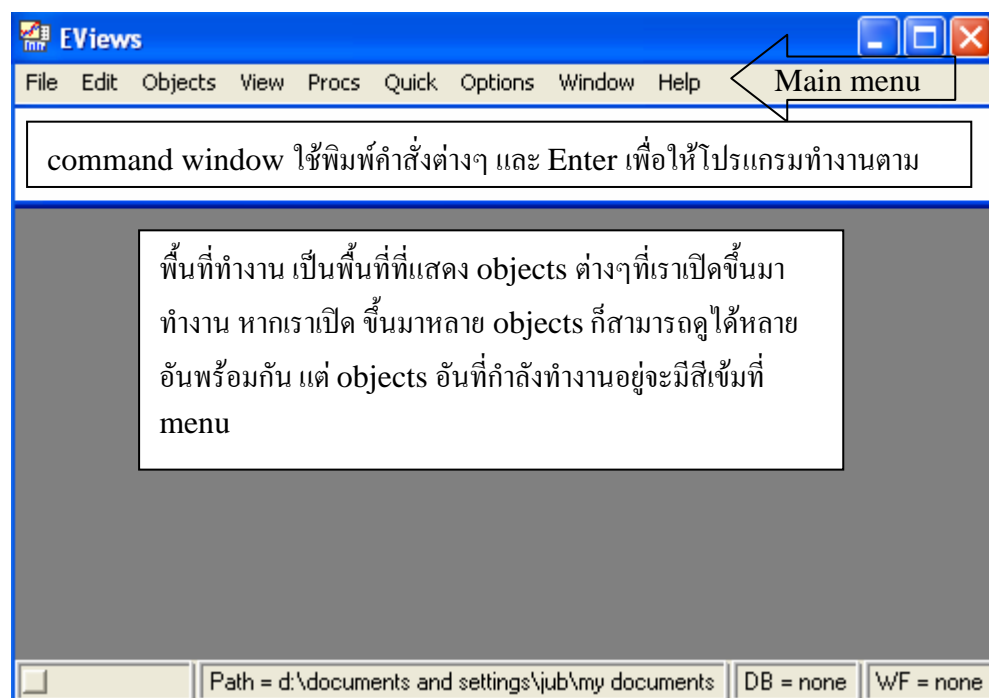 EViews
File Edit Objects View Procs Quick Options Window Help
Main menu
command window ใช้พิมพ์คำสั่งต่างๆ และ Enter เพื่อให้โปรแกรมทำงานตาม
พื้นที่ทำงาน เป็นพื้นที่ที่แสดง objects ต่างๆที่เราเปิดขึ้นมา
ทำงาน หากเราเปิด ขึ้นมาหลาย objects ก็สามารถดูได้หลาย
อันพร้อมกัน แต่ objects อันที่กำลังทำงานอยู่จะมีสีเข้มที่
menu
Path = d:\documents and settings\jub\my documents DB = none WF = none